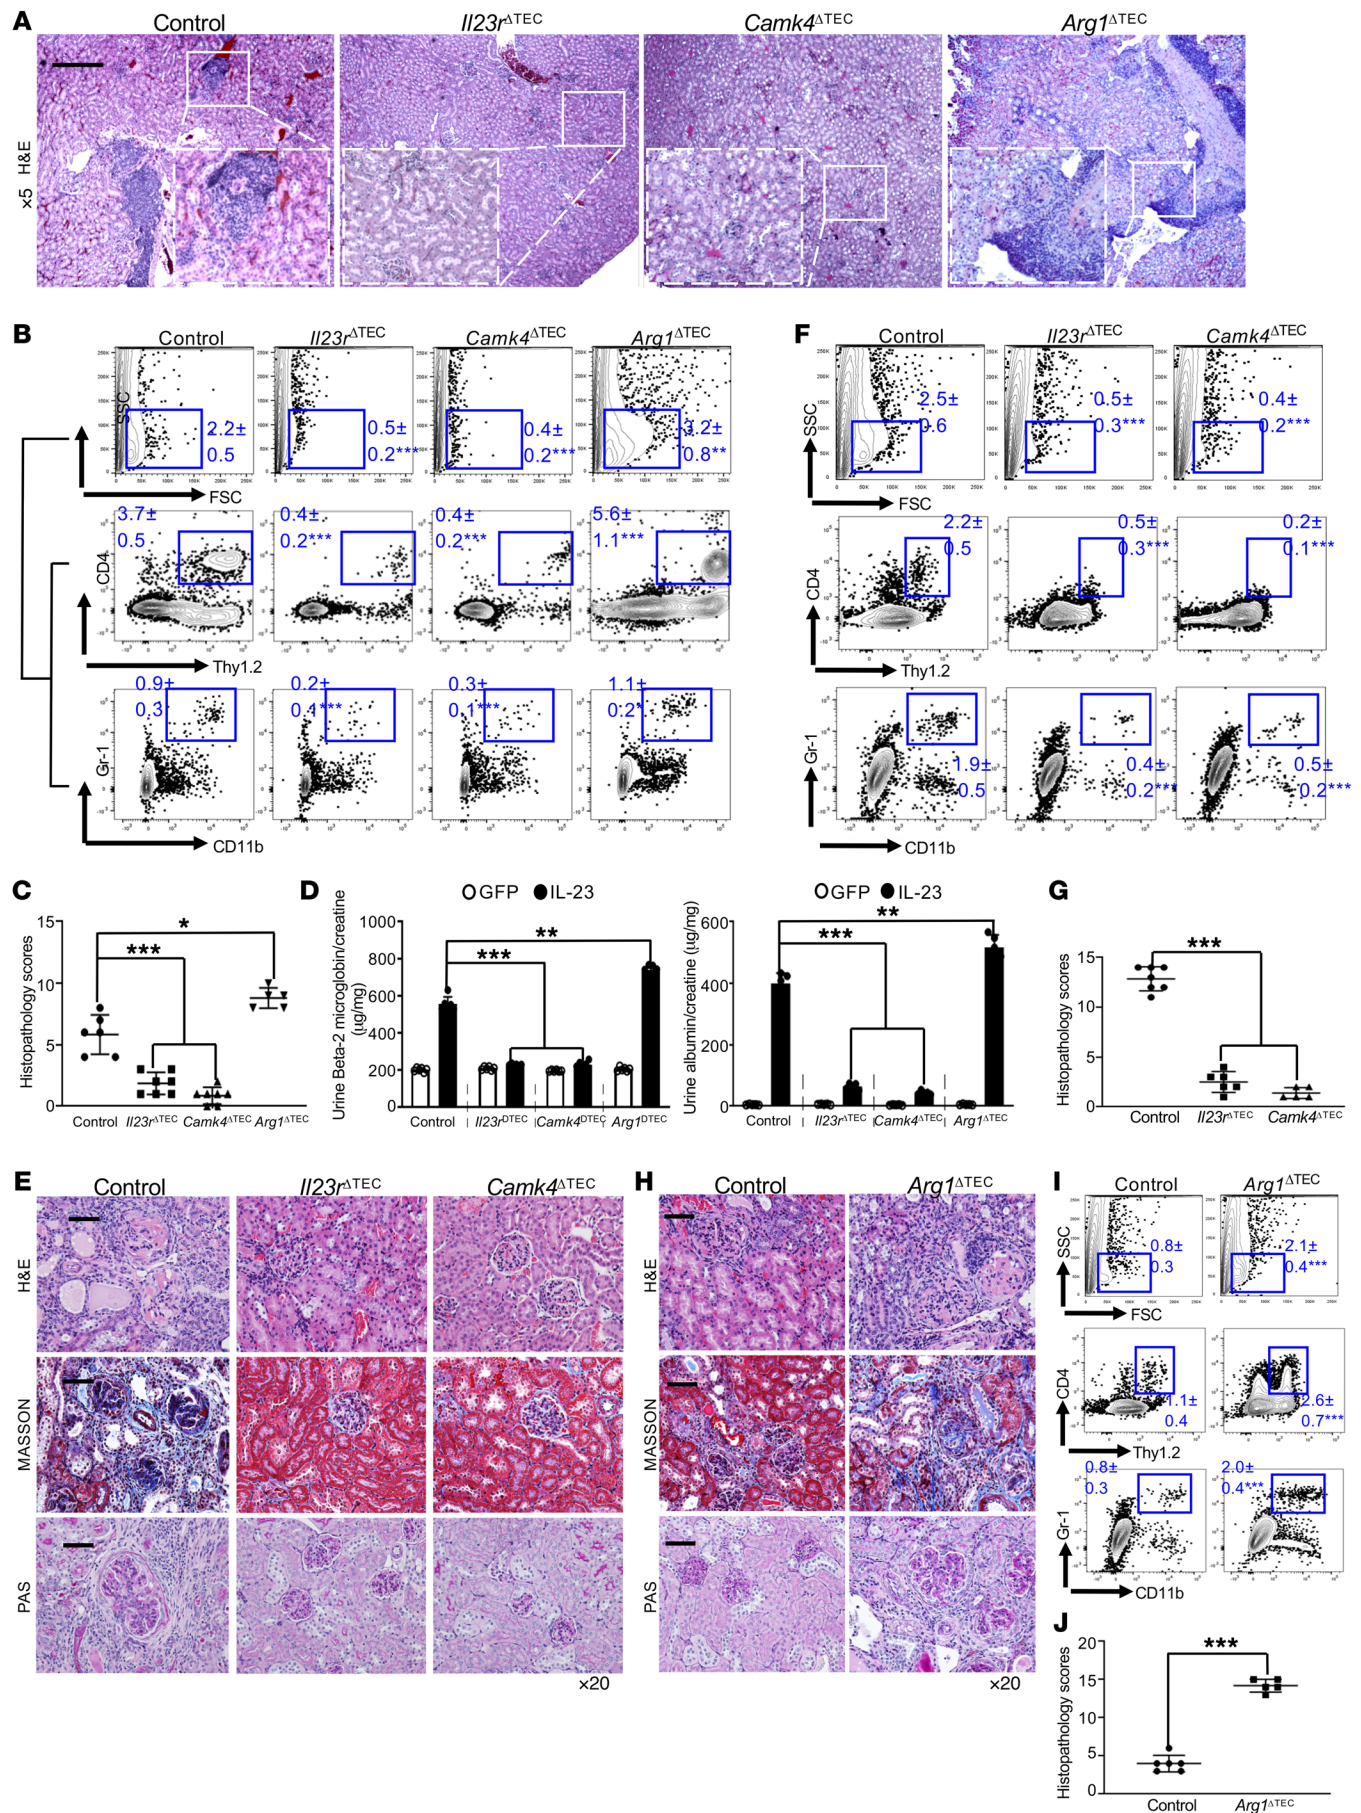 A Control Il23rΔTEC Camk4ΔTEC Arg1ΔTEC
×5 H&E
B Control Il23rΔTEC Camk4ΔTEC Arg1ΔTEC
SSC
2.2± 0.5± 0.4± 3.2±
0.5 0.2*** 0.2*** 0.8**
FSC
3.7± 0.4± 0.4± 5.6±
0.5 0.2*** 0.2*** 1.1***
CD4
Thy1.2
0.9± 0.2± 0.3± 1.1±
0.3 0.1*** 0.1*** 0.2*
Gr-1
CD11b
F Control Il23rΔTEC Camk4ΔTEC
SSC
2.5± 0.5± 0.4±
0.6 0.3*** 0.2***
FSC
2.2± 0.5± 0.2±
0.5 0.3*** 0.1***
CD4
Thy1.2
Gr-1
1.9± 0.4± 0.5±
0.5 0.2*** 0.2***
CD11b
C
Histopathology scores
15
10
5
0
* ***
Control Il23rΔTEC Camk4ΔTEC Arg1ΔTEC
D GFP IL-23
Urine Beta-2 microglobin/creatine
(µg/mg)
1000
800
600
400
200
0
** ***
Control Il23rDTEC Camk4DTEC Arg1DTEC
GFP IL-23
Urine albumin/creatine (µg/mg)
600
400
200
0
** ***
Control Il23rΔTEC Camk4ΔTEC Arg1ΔTEC
G
Histopathology scores
15
10
5
0
***
Control Il23rΔTEC Camk4ΔTEC
E Control Il23rΔTEC Camk4ΔTEC
H&E
MASSON
PAS
×20
H Control Arg1ΔTEC
H&E
MASSON
PAS
×20
I Control Arg1ΔTEC
SSC
0.8± 2.1±
0.3 0.4***
FSC
CD4
1.1± 2.6±
0.4 0.7***
Thy1.2
0.8± 2.0±
0.3 0.4***
Gr-1
CD11b
J
Histopathology scores
20
15
10
5
0
***
Control Arg1ΔTEC